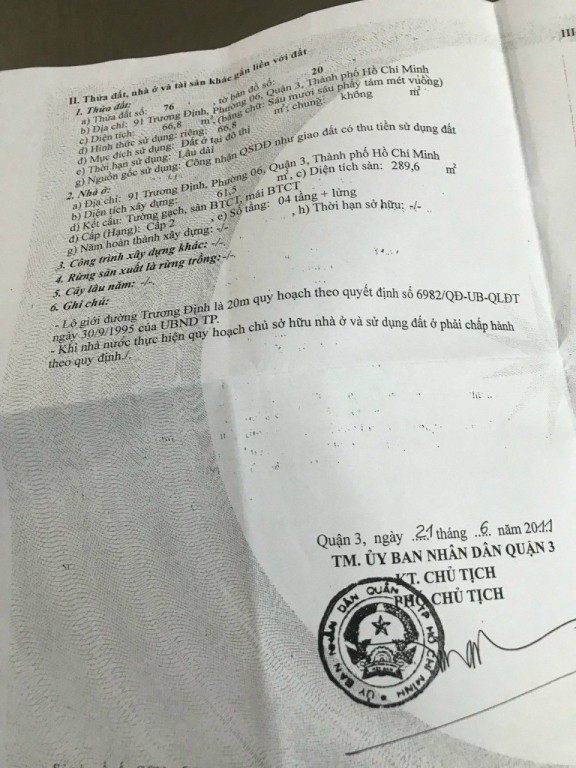 III
II. Thửa đất, nhà ở và tài sản khác gắn liền với đất
1. Thửa đất:
a) Thửa đất số: 76 , tờ bản đồ số: 20
b) Địa chỉ: 91 Trương Định, Phường 06, Quận 3, Thành phố Hồ Chí Minh
c) Diện tích: 66,8 m²; (bằng chữ: Sáu mươi sáu phẩy tám mét vuông)
d) Hình thức sử dụng: riêng: 66,8 m²; chung: không m²
đ) Mục đích sử dụng: Đất ở tại đô thị
e) Thời hạn sử dụng: Lâu dài
g) Nguồn gốc sử dụng: Công nhận QSDĐ như giao đất có thu tiền sử dụng đất
2. Nhà ở:
a) Địa chỉ: 91 Trương Định, Phường 06, Quận 3, Thành phố Hồ Chí Minh
b) Diện tích xây dựng: 61,5 m², c) Diện tích sàn: 289,6 m²
d) Kết cấu: Tường gạch, sàn BTCT, mái BTCT
đ) Cấp (Hạng): Cấp 2 , e) Số tầng: 04 tầng + lửng
g) Năm hoàn thành xây dựng: -/- , h) Thời hạn sở hữu: -/-
3. Công trình xây dựng khác: -/-
4. Rừng sản xuất là rừng trồng: -/-
5. Cây lâu năm: -/-
6. Ghi chú:
- Lộ giới đường Trương Định là 20m quy hoạch theo quyết định số 6982/QĐ-UB-QLĐT
ngày 30/9/1995 của UBND TP.
- Khi nhà nước thực hiện quy hoạch chủ sở hữu nhà ở và sử dụng đất ở phải chấp hành
theo quy định./.
Quận 3, ngày 21 tháng 6 năm 2011
TM. ỦY BAN NHÂN DÂN QUẬN 3
KT. CHỦ TỊCH
PHÓ CHỦ TỊCH
ỦY BAN NHÂN DÂN QUẬN 3 TP HỒ CHÍ MINH